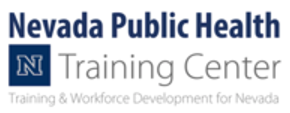 Nevada Public Health
N Training Center
Training & Workforce Development for Nevada